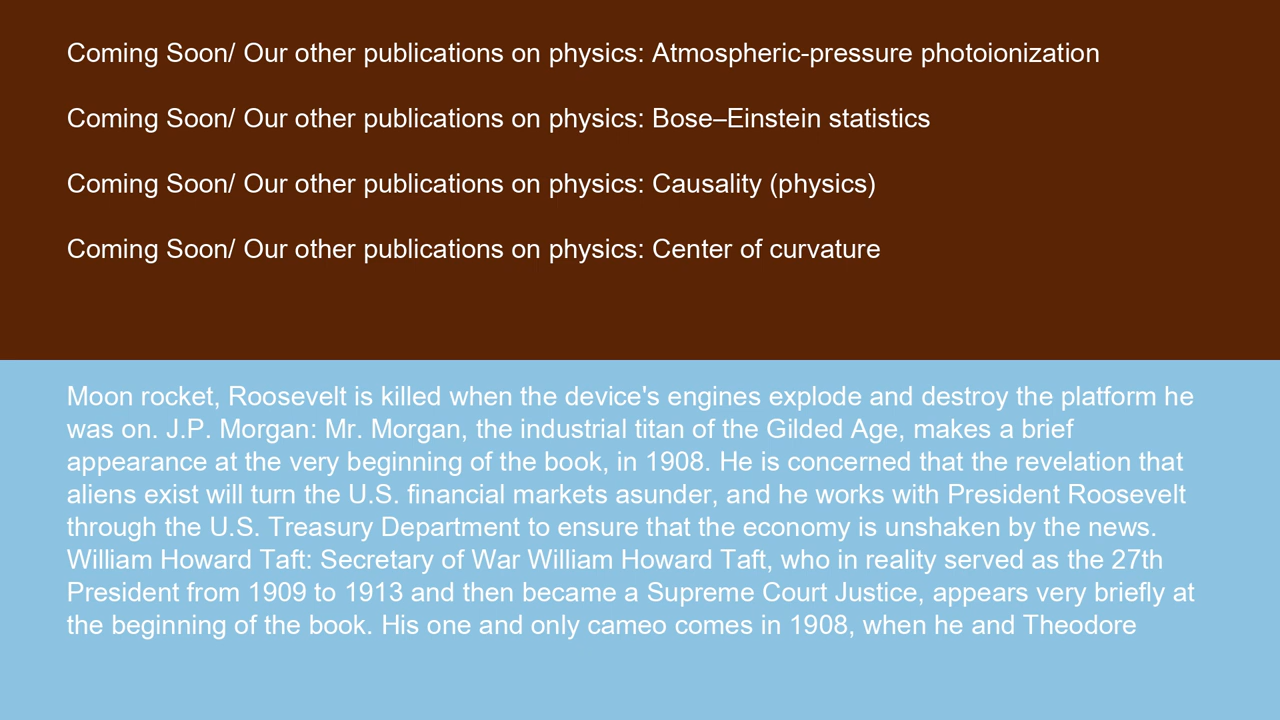 Coming Soon/ Our other publications on physics: Atmospheric-pressure photoionization
Coming Soon/ Our other publications on physics: Bose–Einstein statistics
Coming Soon/ Our other publications on physics: Causality (physics)
Coming Soon/ Our other publications on physics: Center of curvature
Moon rocket, Roosevelt is killed when the device's engines explode and destroy the platform he
was on. J.P. Morgan: Mr. Morgan, the industrial titan of the Gilded Age, makes a brief
appearance at the very beginning of the book, in 1908. He is concerned that the revelation that
aliens exist will turn the U.S. financial markets asunder, and he works with President Roosevelt
through the U.S. Treasury Department to ensure that the economy is unshaken by the news.
William Howard Taft: Secretary of War William Howard Taft, who in reality served as the 27th
President from 1909 to 1913 and then became a Supreme Court Justice, appears very briefly at
the beginning of the book. His one and only cameo comes in 1908, when he and Theodore